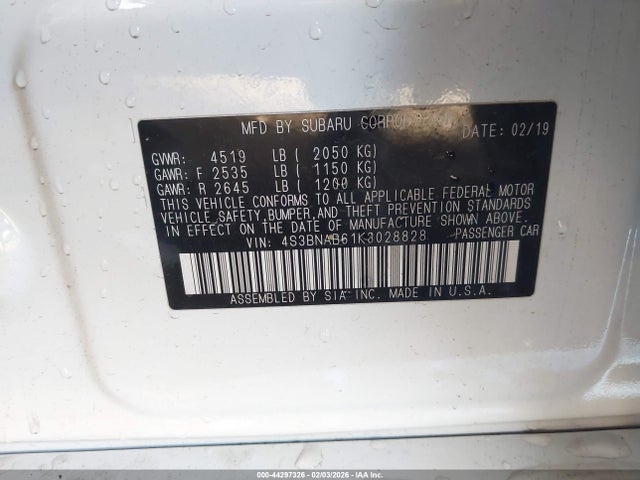 MFD BY SUBARU CORPORATION DATE: 02/19
GVWR: 4519 LB ( 2050 KG)
GAWR: F 2535 LB ( 1150 KG)
GAWR: R 2645 LB ( 1200 KG)
THIS VEHICLE CONFORMS TO ALL APPLICABLE FEDERAL MOTOR
VEHICLE SAFETY, BUMPER, AND THEFT PREVENTION STANDARDS
IN EFFECT ON THE DATE OF MANUFACTURE SHOWN ABOVE.
VIN: 4S3BNAB61K3028828 PASSENGER CAR
ASSEMBLED BY SIA INC. MADE IN U.S.A.
000-44297326 - 02/03/2026 - IAAI.COM